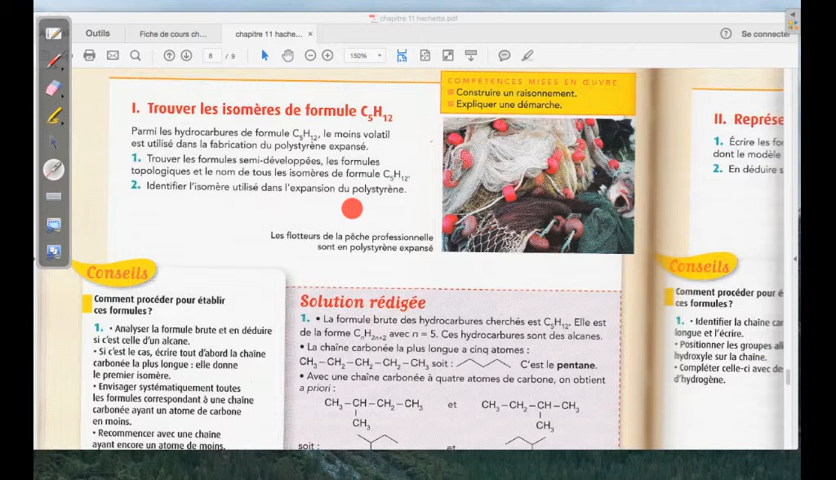 chapitre 11 hachette.pdf
Outils
Fiche de cours ch...
chapitre 11 hache... ×
Se connecter
8 / 9
150%
COMPÉTENCES MISES EN ŒUVRE
Construire un raisonnement.
Expliquer une démarche.
I. Trouver les isomères de formule C₅H₁₂
Parmi les hydrocarbures de formule C₅H₁₂, le moins volatil
est utilisé dans la fabrication du polystyrène expansé.
1. Trouver les formules semi-développées, les formules
topologiques et le nom de tous les isomères de formule C₅H₁₂.
2. Identifier l'isomère utilisé dans l'expansion du polystyrène.
Les flotteurs de la pêche professionnelle
sont en polystyrène expansé
Conseils
Comment procéder pour établir
ces formules ?
1. • Analyser la formule brute et en déduire
si c'est celle d'un alcane.
• Si c'est le cas, écrire tout d'abord la chaîne
carbonée la plus longue : elle donne
le premier isomère.
• Envisager systématiquement toutes
les formules correspondant à une chaîne
carbonée ayant un atome de carbone
en moins.
• Recommencer avec une chaîne
ayant encore un atome de moins.
Solution rédigée
1. • La formule brute des hydrocarbures cherchés est C₅H₁₂. Elle est
de la forme CₙH₂ₙ₊₂ avec n = 5. Ces hydrocarbures sont des alcanes.
• La chaîne carbonée la plus longue a cinq atomes :
CH₃–CH₂–CH₂–CH₂–CH₃ soit : C'est le pentane.
• Avec une chaîne carbonée à quatre atomes de carbone, on obtient
a priori :
CH₃–CH–CH₂–CH₃ et CH₃–CH₂–CH–CH₃
CH₃ CH₃
soit : et
II. Représe
1. Écrire les fo
dont le modèle
2. En déduire s
Conseils
Comment procéder pour é
ces formules ?
1. • Identifier la chaîne car
longue et l'écrire.
• Positionner les groupes al
hydroxyle sur la chaîne.
• Compléter celle-ci avec de
d'hydrogène.